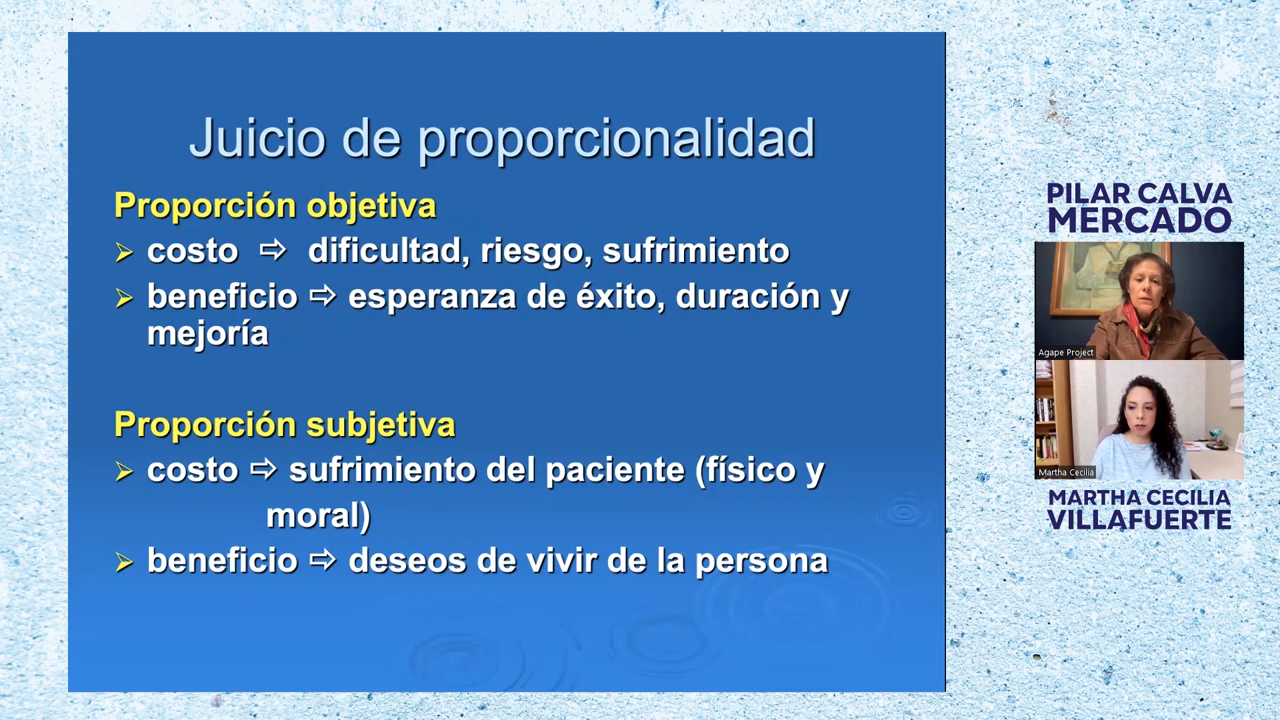 Juicio de proporcionalidad
Proporción objetiva
➢ costo ⇨ dificultad, riesgo, sufrimiento
➢ beneficio ⇨ esperanza de éxito, duración y
mejoría
Proporción subjetiva
➢ costo ⇨ sufrimiento del paciente (físico y
moral)
➢ beneficio ⇨ deseos de vivir de la persona
PILAR CALVA
MERCADO
Agape Project
Martha Cecilia
MARTHA CECILIA
VILLAFUERTE